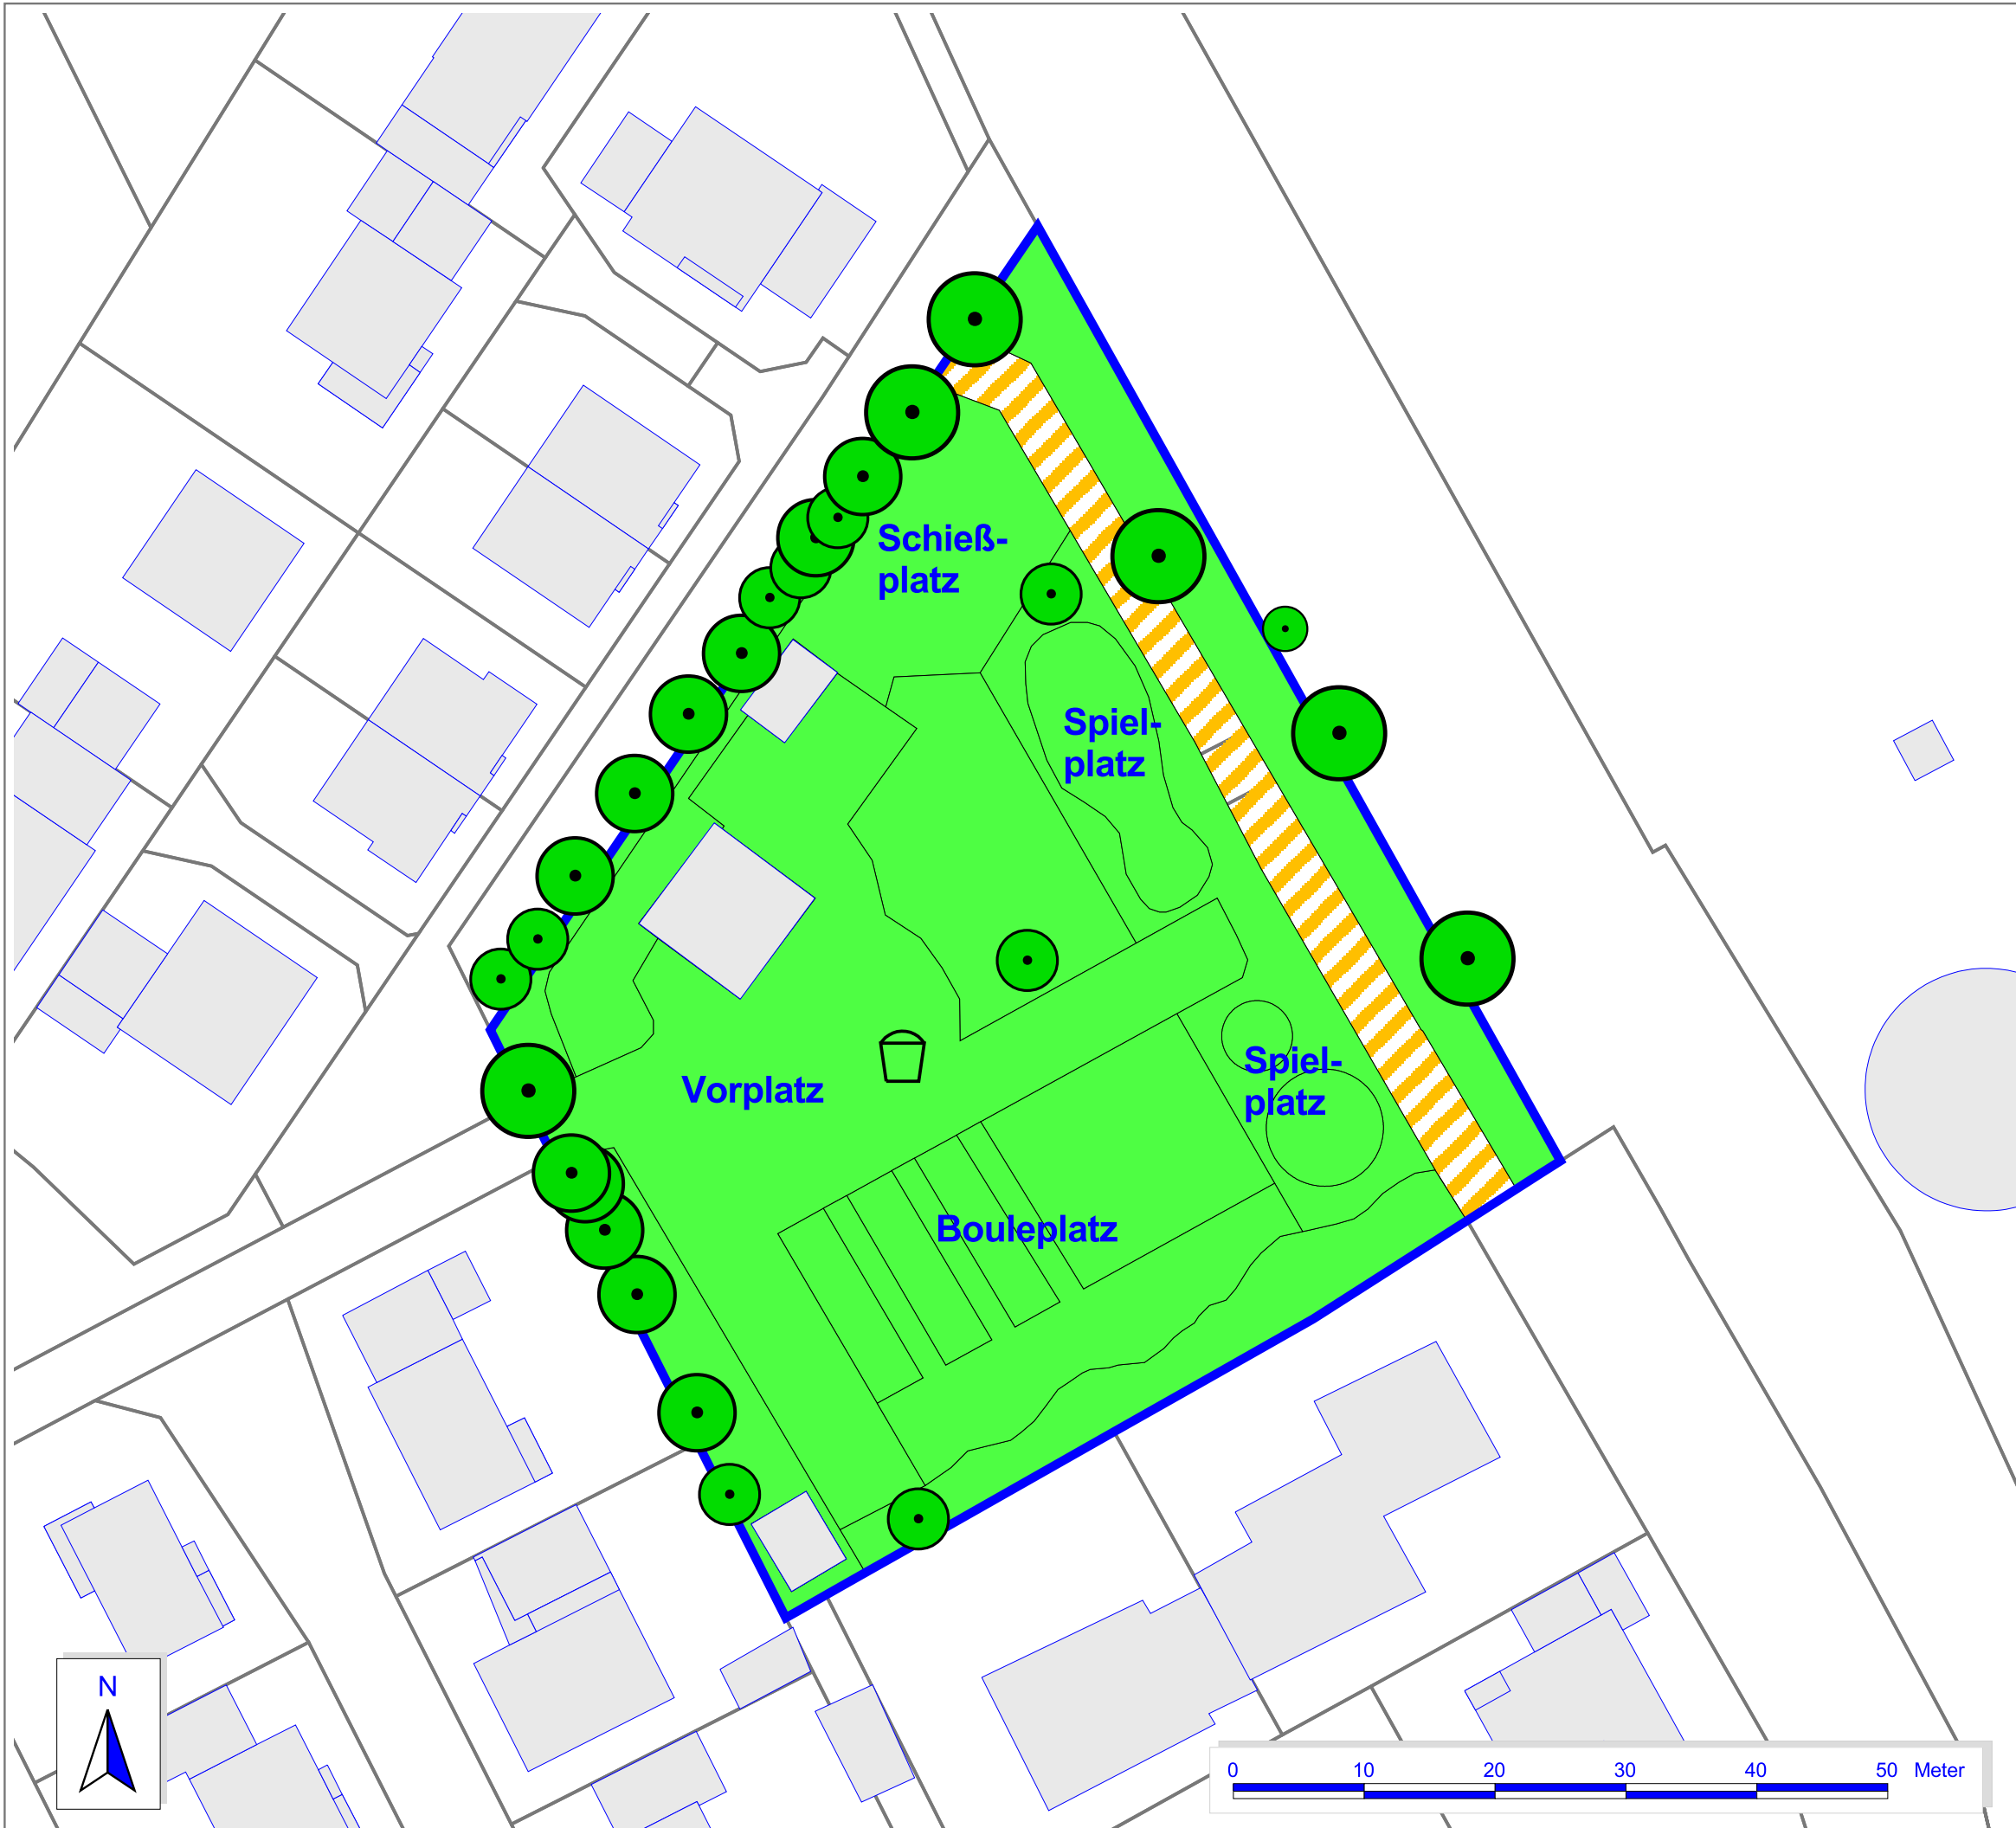 Schieß-
platz
Spiel-
platz
Spiel-
platz
Vorplatz
Bouleplatz
N
0 10 20 30 40 50 Meter